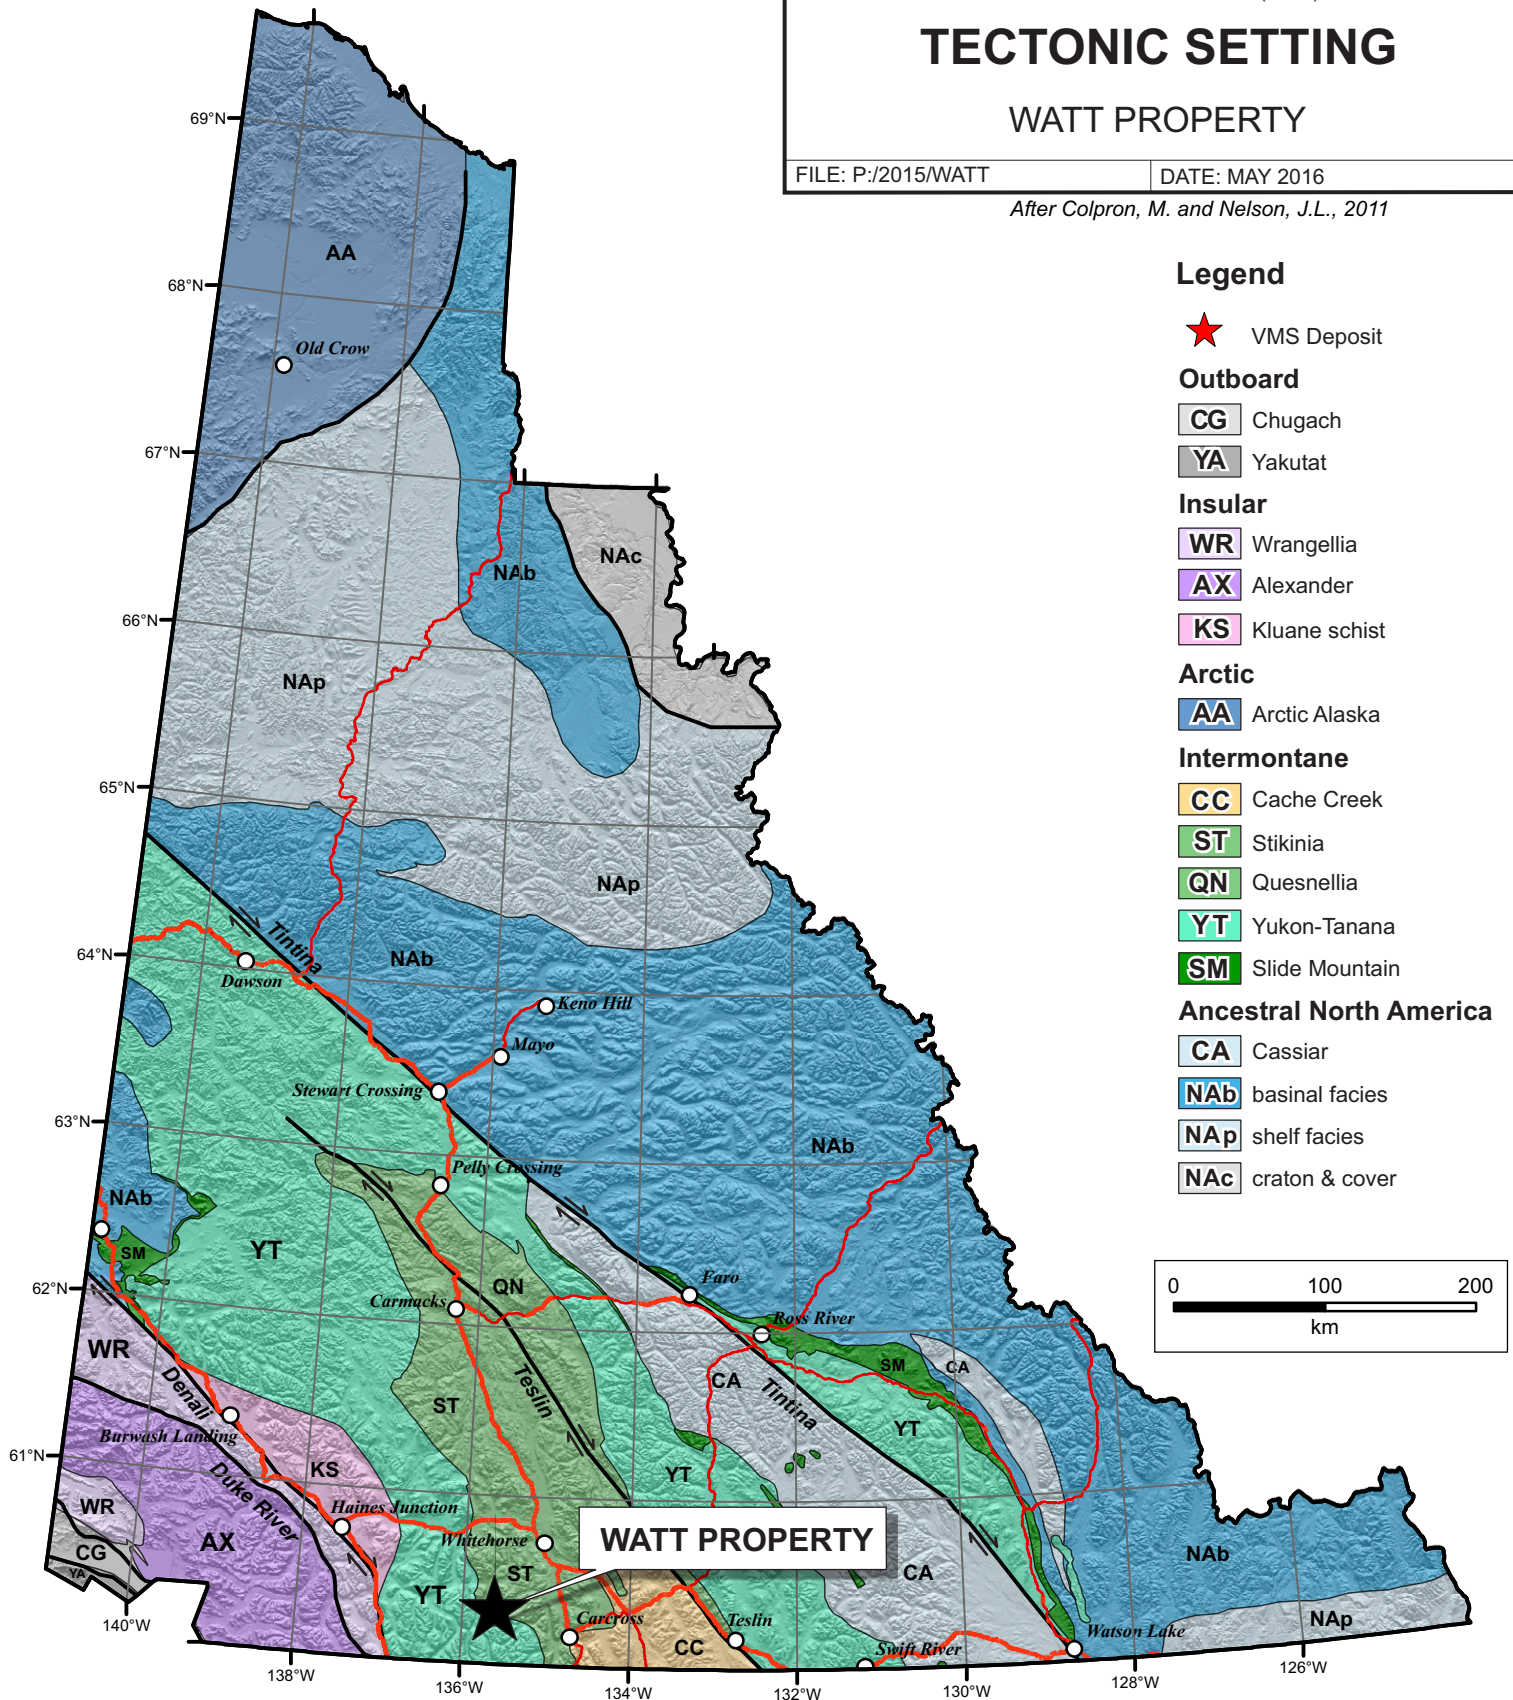 TECTONIC SETTING
WATT PROPERTY
FILE: P:/2015/WATT
DATE: MAY 2016
After Colpron, M. and Nelson, J.L., 2011
Legend
VMS Deposit
Outboard
CG Chugach
YA Yakutat
Insular
WR Wrangellia
AX Alexander
KS Kluane schist
Arctic
AA Arctic Alaska
Intermontane
CC Cache Creek
ST Stikinia
QN Quesnellia
YT Yukon-Tanana
SM Slide Mountain
Ancestral North America
CA Cassiar
NAb basinal facies
NAp shelf facies
NAc craton & cover
0 100 200
km
69°N
68°N
67°N
66°N
65°N
64°N
63°N
62°N
61°N
140°W
138°W
136°W
134°W
132°W
130°W
128°W
126°W
AA
Old Crow
NAc
NAb
NAp
NAp
Tintina
NAb
Dawson
Keno Hill
Mayo
Stewart Crossing
NAb
Pelly Crossing
NAb
SM
YT
QN
Faro
Carmacks
Ross River
WR
SM
CA
Denali
Teslin
CA
Tintina
ST
YT
Burwash Landing
KS
YT
Duke River
WR
Haines Junction
AX
Whitehorse
WATT PROPERTY
CG
YA
ST
CA
NAb
YT
Carcross
Teslin
NAp
CC
Swift River
Watson Lake